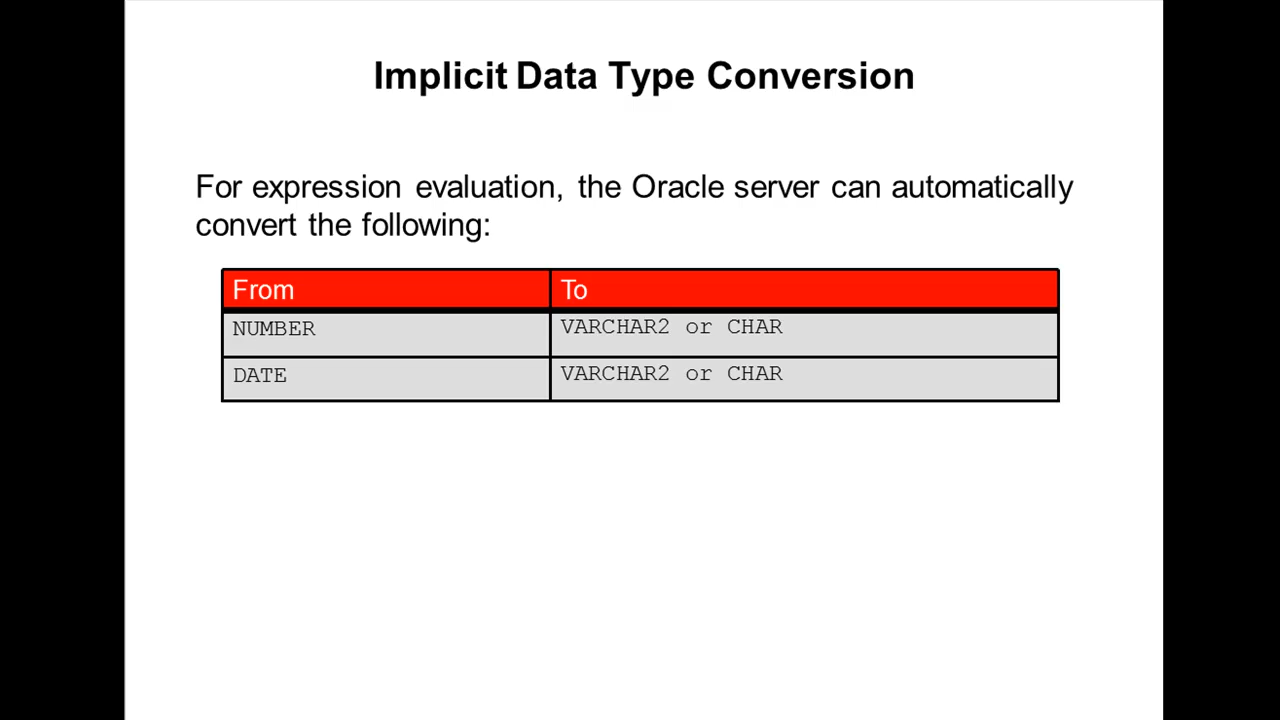 Implicit Data Type Conversion
For expression evaluation, the Oracle server can automatically
convert the following:
From To
NUMBER VARCHAR2 or CHAR
DATE VARCHAR2 or CHAR